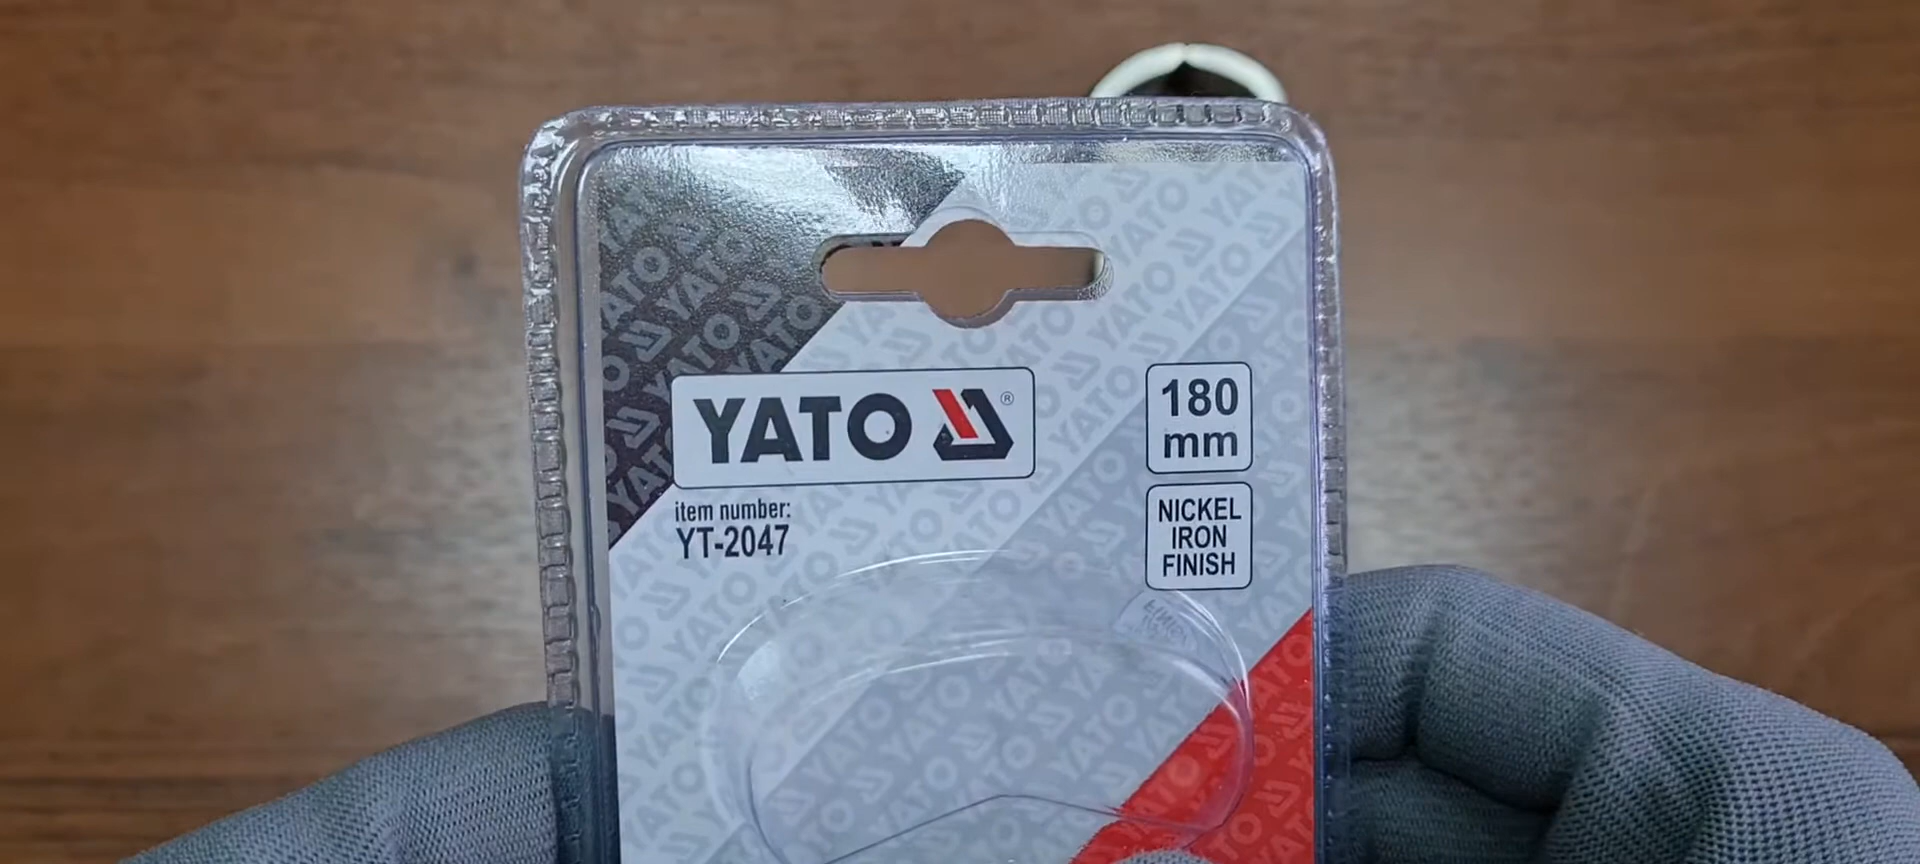 YATO ®
180
mm
item number:
YT-2047
NICKEL
IRON
FINISH